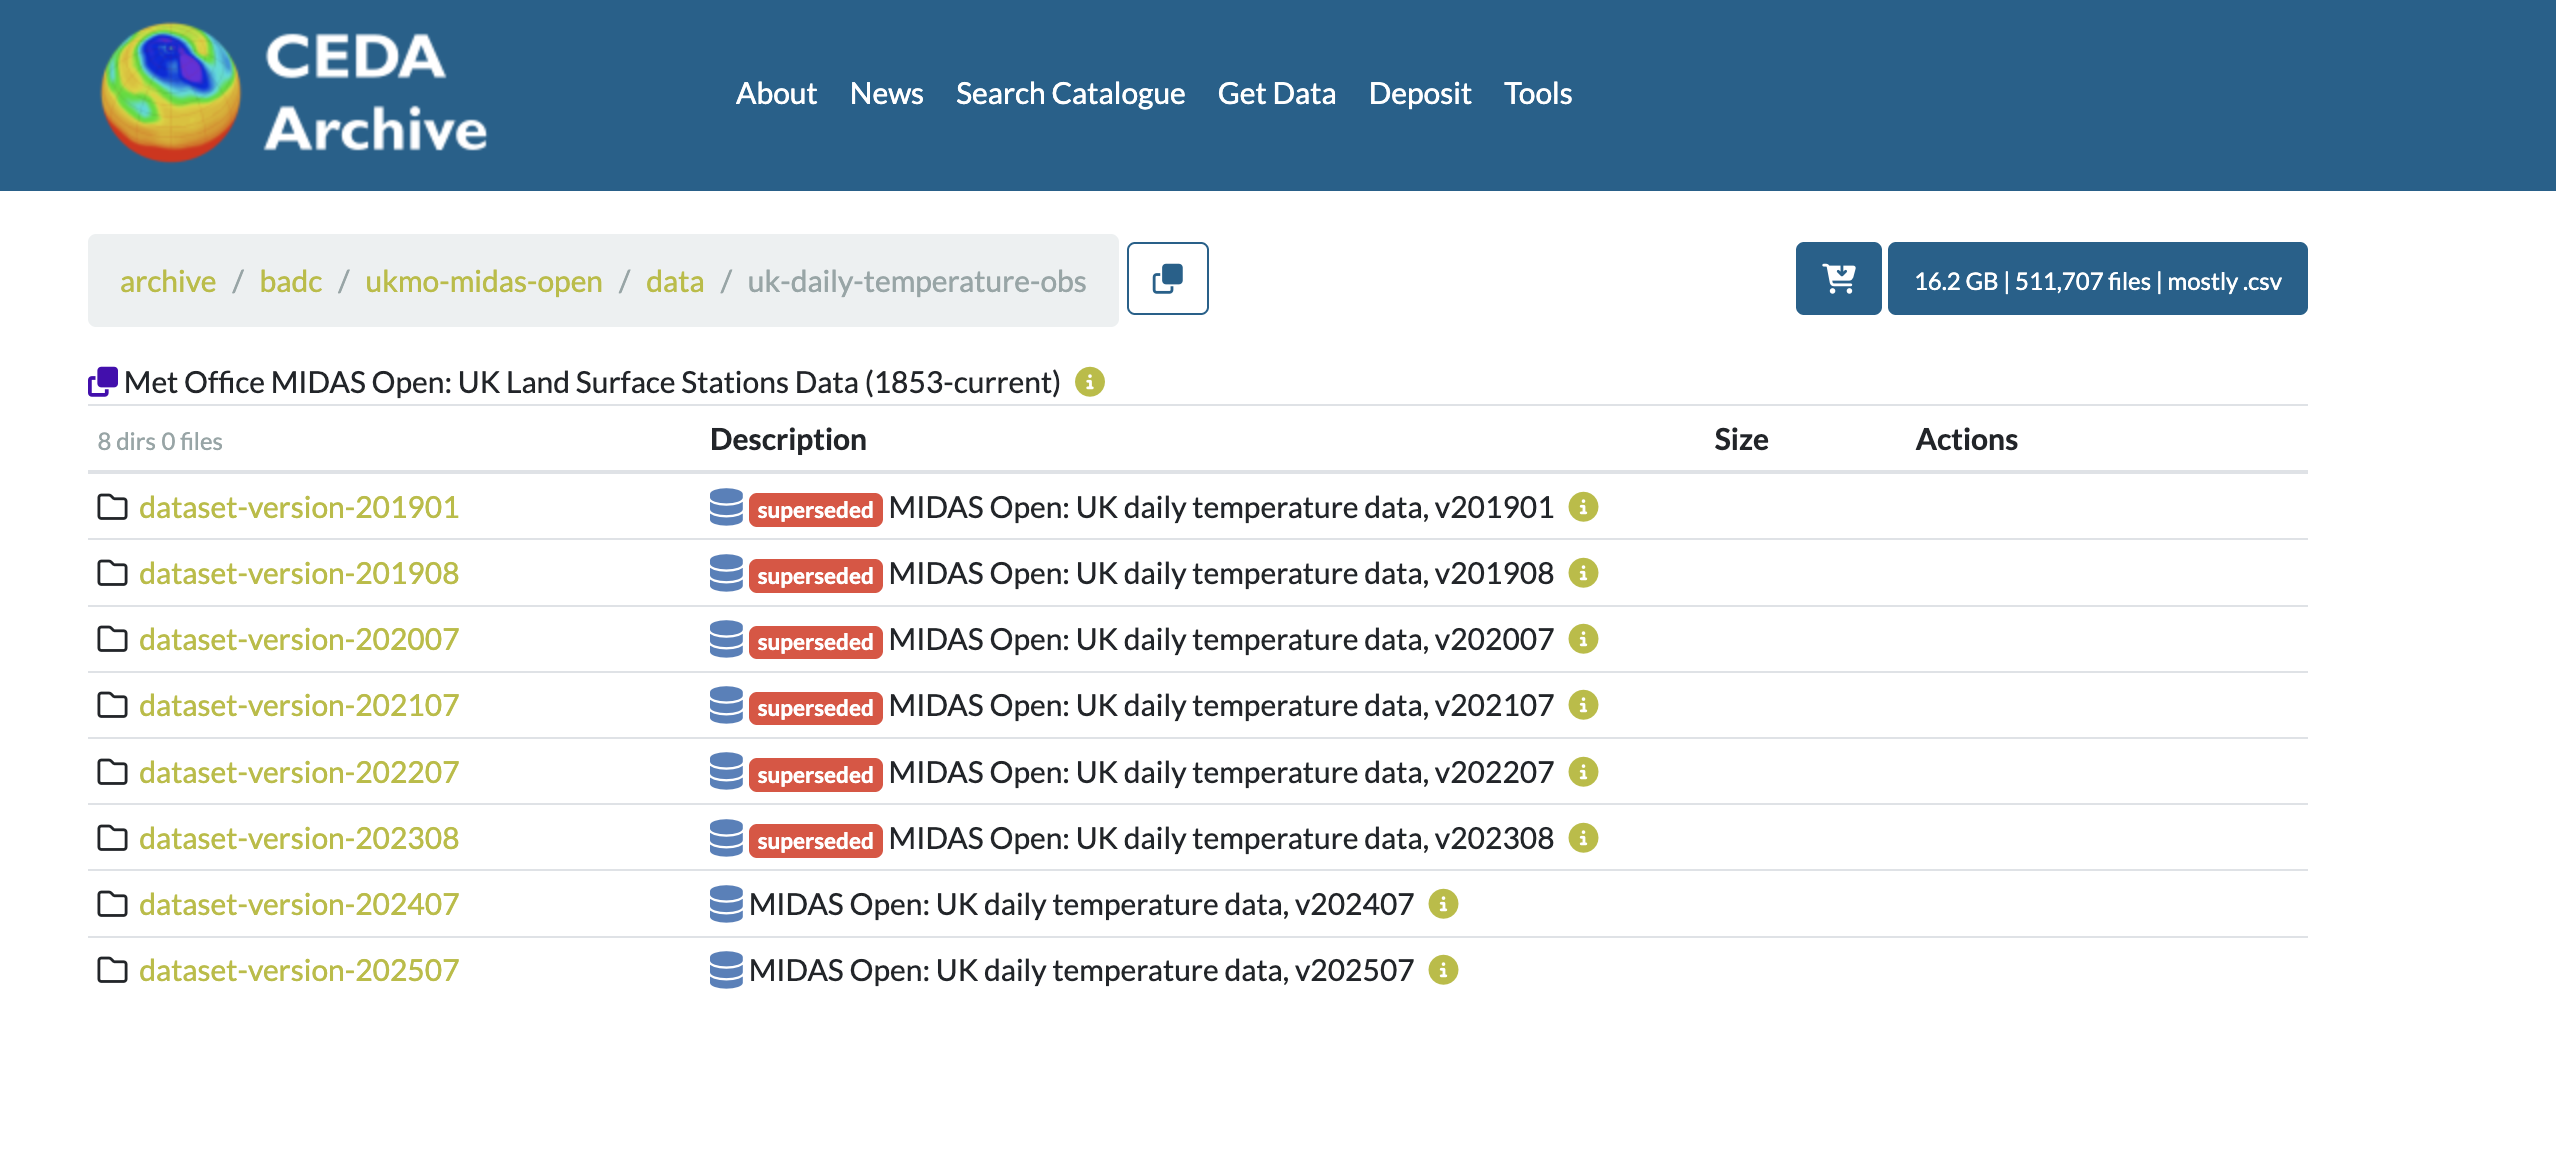 CEDA
Archive
About News Search Catalogue Get Data Deposit Tools
archive / badc / ukmo-midas-open / data / uk-daily-temperature-obs
16.2 GB | 511,707 files | mostly .csv
Met Office MIDAS Open: UK Land Surface Stations Data (1853-current)
8 dirs 0 files Description Size Actions
dataset-version-201901 superseded MIDAS Open: UK daily temperature data, v201901
dataset-version-201908 superseded MIDAS Open: UK daily temperature data, v201908
dataset-version-202007 superseded MIDAS Open: UK daily temperature data, v202007
dataset-version-202107 superseded MIDAS Open: UK daily temperature data, v202107
dataset-version-202207 superseded MIDAS Open: UK daily temperature data, v202207
dataset-version-202308 superseded MIDAS Open: UK daily temperature data, v202308
dataset-version-202407 MIDAS Open: UK daily temperature data, v202407
dataset-version-202507 MIDAS Open: UK daily temperature data, v202507